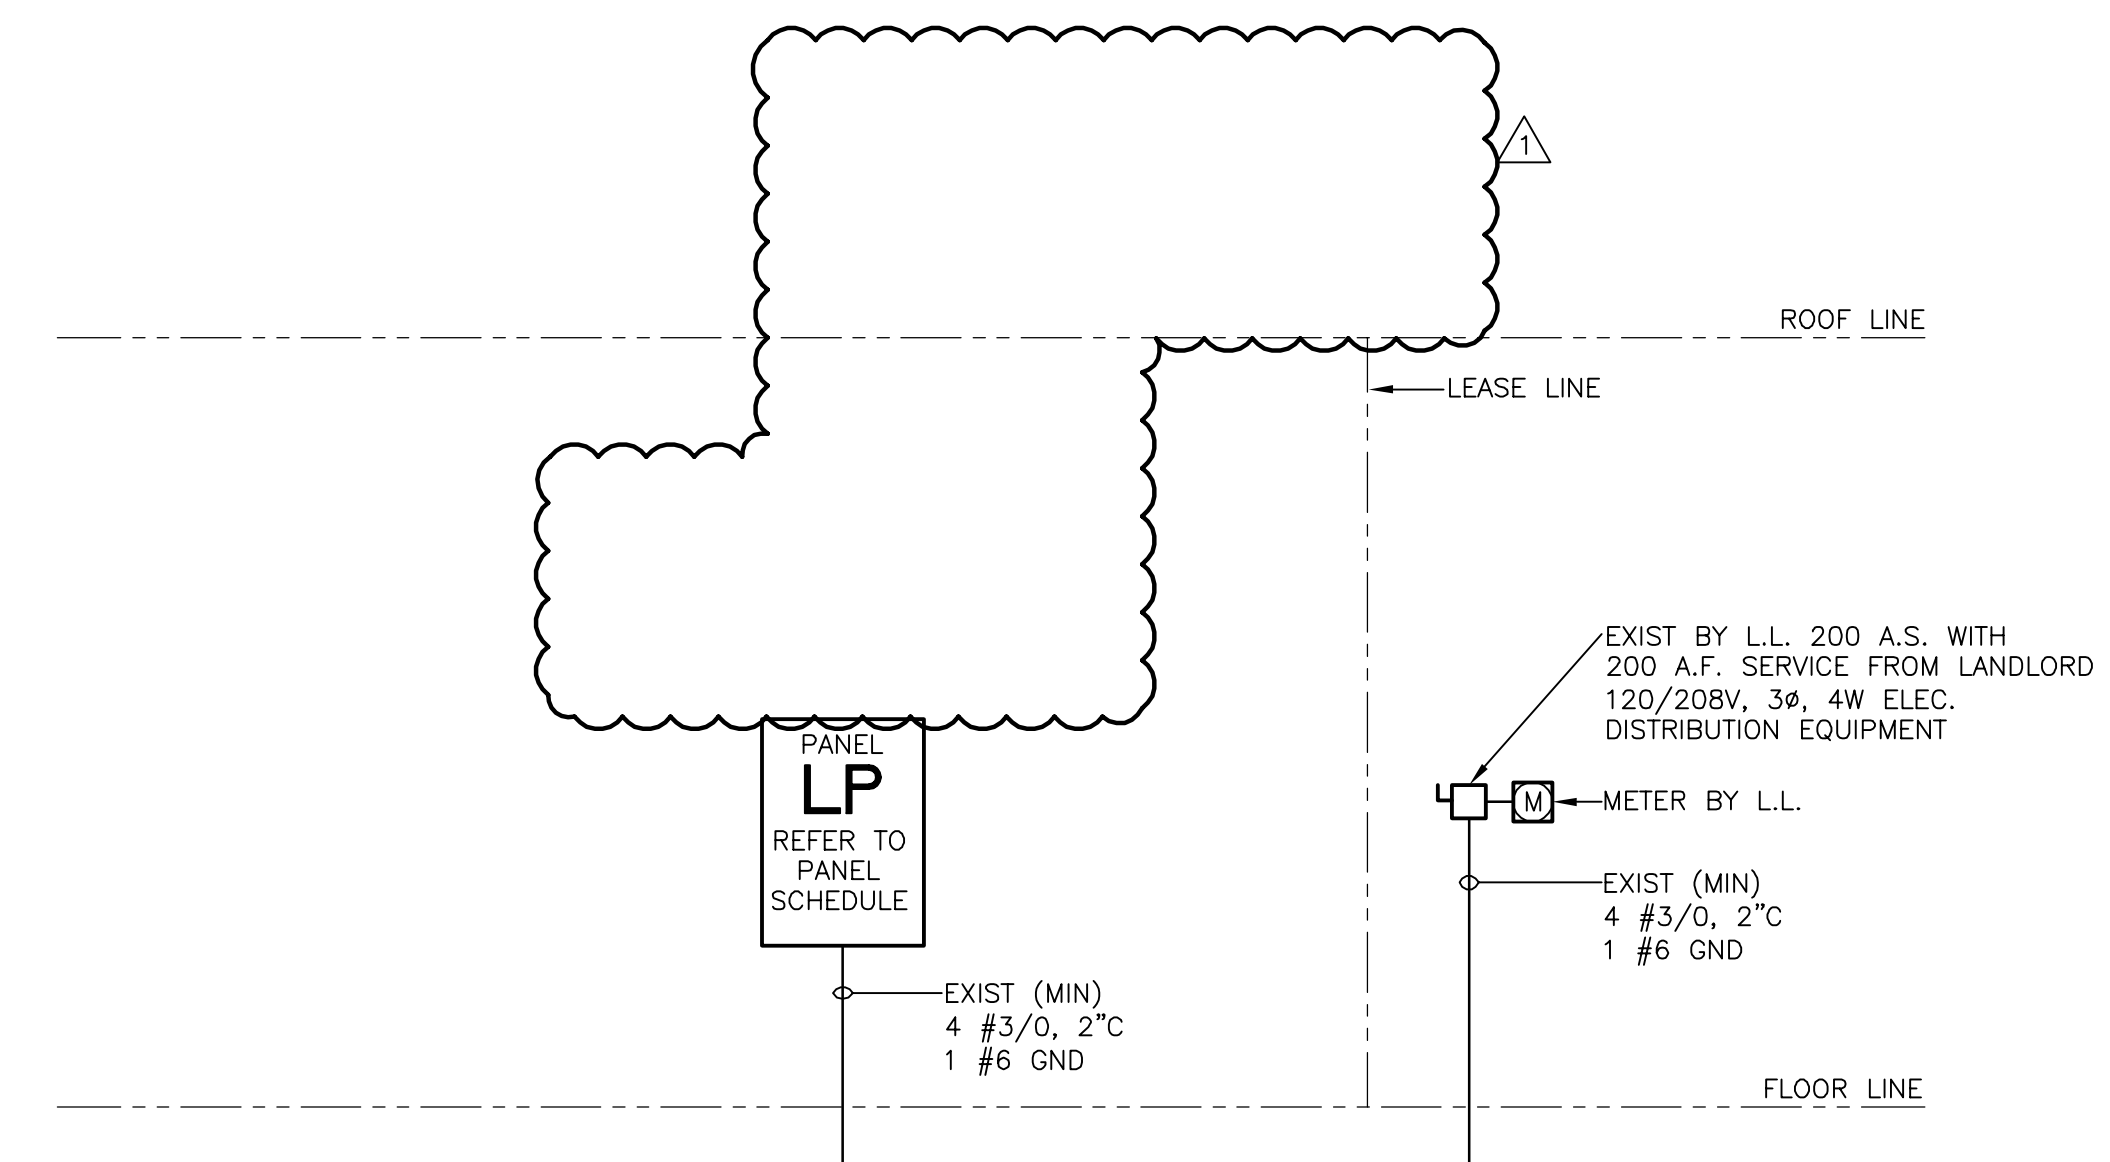 1
ROOF LINE
LEASE LINE
EXIST BY L.L. 200 A.S. WITH
200 A.F. SERVICE FROM LANDLORD
120/208V, 3ø, 4W ELEC.
DISTRIBUTION EQUIPMENT
PANEL
LP
REFER TO
PANEL
SCHEDULE
M
METER BY L.L.
EXIST (MIN)
4 #3/0, 2"C
1 #6 GND
EXIST (MIN)
4 #3/0, 2"C
1 #6 GND
FLOOR LINE